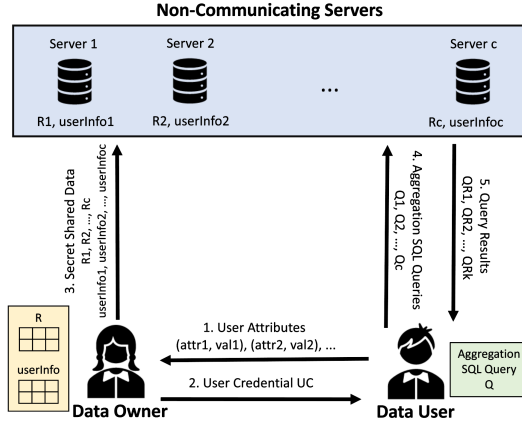 Non-Communicating Servers
Server 1
Server 2
Server c
...
R1, userInfo1
R2, userInfo2
Rc, userInfoc
3. Secret Shared Data
R1, R2, ..., Rc
userInfo1, userInfo2, ..., userInfoc
4. Aggregation SQL Queries
Q1, Q2, ..., Qc
5. Query Results
QR1, QR2, ..., QRk
R
userInfo
1. User Attributes
(attr1, val1), (attr2, val2), ...
2. User Credential UC
Aggregation
SQL Query
Q
Data Owner
Data User